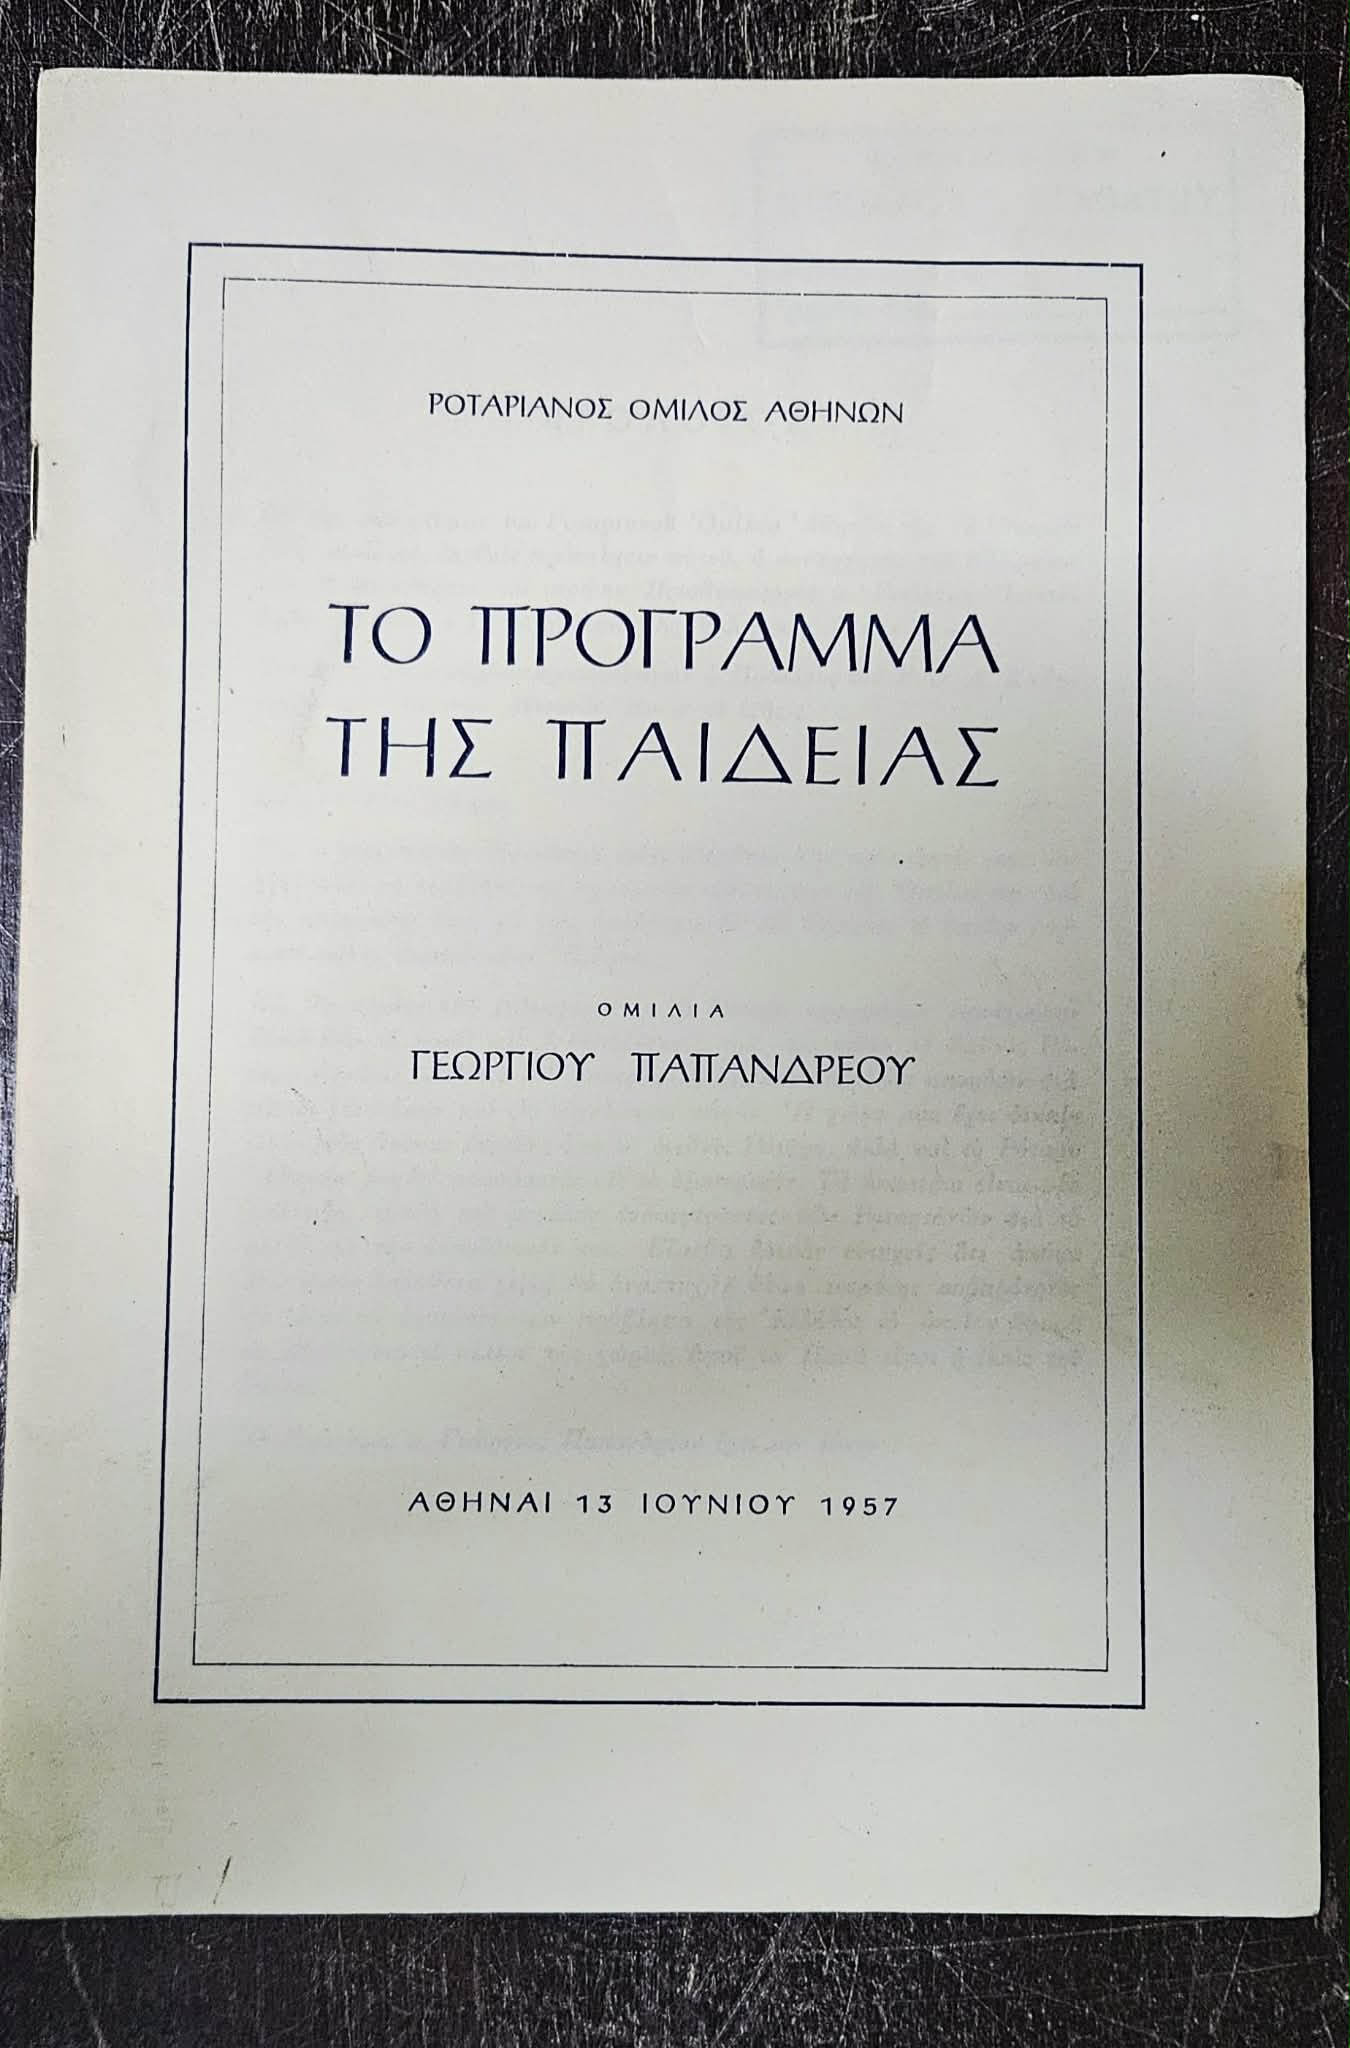 ΡΟΤΑΡΙΑΝΟΣ ΟΜΙΛΟΣ ΑΘΗΝΩΝ
ΤΟ ΠΡΟΓΡΑΜΜΑ
ΤΗΣ ΠΑΙΔΕΙΑΣ
ΟΜΙΛΙΑ
ΓΕΩΡΓΙΟΥ ΠΑΠΑΝΔΡΕΟΥ
ΑΘΗΝΑΙ 13 ΙΟΥΝΙΟΥ 1957